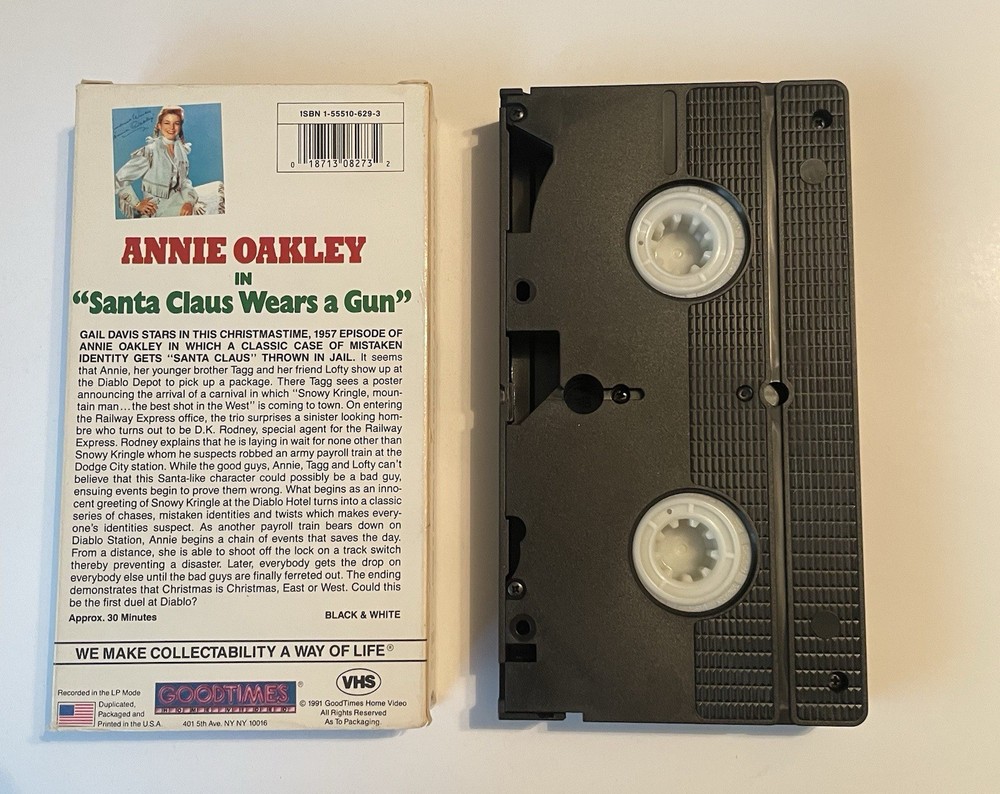 ISBN 1-55510-629-3
0 18713 08273 2
ANNIE OAKLEY
IN
“Santa Claus Wears a Gun”
GAIL DAVIS STARS IN THIS CHRISTMASTIME, 1957 EPISODE OF
ANNIE OAKLEY IN WHICH A CLASSIC CASE OF MISTAKEN
IDENTITY GETS “SANTA CLAUS” THROWN IN JAIL. It seems
that Annie, her younger brother Tagg and her friend Lofty show up at
the Diablo Depot to pick up a package. There Tagg sees a poster
announcing the arrival of a carnival in which “Snowy Kringle, moun-
tain man...the best shot in the West” is coming to town. On entering
the Railway Express office, the trio surprises a sinister looking hom-
bre who turns out to be D.K. Rodney, special agent for the Railway
Express. Rodney explains that he is laying in wait for none other than
Snowy Kringle whom he suspects robbed an army payroll train at the
Dodge City station. While the good guys, Annie, Tagg and Lofty can’t
believe that this Santa-like character could possibly be a bad guy,
ensuing events begin to prove them wrong. What begins as an inno-
cent greeting of Snowy Kringle at the Diablo Hotel turns into a classic
series of chases, mistaken identities and twists which makes every-
one’s identities suspect. As another payroll train bears down on
Diablo Station, Annie begins a chain of events that saves the day.
From a distance, she is able to shoot off the lock on a track switch
thereby preventing a disaster. Later, everybody gets the drop on
everybody else until the bad guys are finally ferreted out. The ending
demonstrates that Christmas is Christmas, East or West. Could this
be the first duel at Diablo?
Approx. 30 Minutes BLACK & WHITE
WE MAKE COLLECTABILITY A WAY OF LIFE®
Recorded in the LP Mode
Duplicated,
Packaged and
Printed in the U.S.A.
GOODTIMES®
HOME VIDEO
401 5th Ave. NY NY 10016
VHS
© 1991 GoodTimes Home Video
All Rights Reserved
As To Packaging.